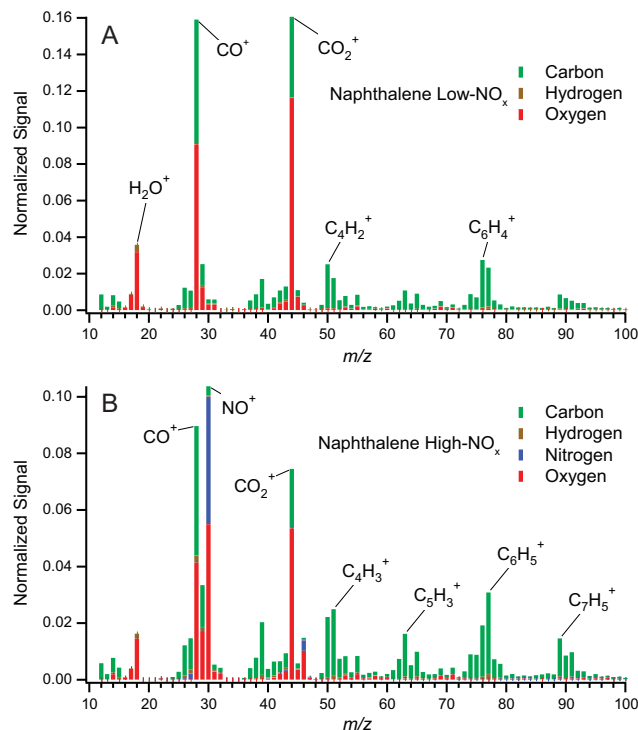 A
CO⁺
CO₂⁺
Naphthalene Low-NOₓ
Carbon
Hydrogen
Oxygen
H₂O⁺
C₄H₂⁺
C₆H₄⁺
Normalized Signal
0.16
0.14
0.12
0.10
0.08
0.06
0.04
0.02
0.00
10 20 30 40 50 60 70 80 90 100
m/z
B
NO⁺
CO⁺
CO₂⁺
Naphthalene High-NOₓ
Carbon
Hydrogen
Nitrogen
Oxygen
C₄H₃⁺
C₅H₃⁺
C₆H₅⁺
C₇H₅⁺
Normalized Signal
0.10
0.08
0.06
0.04
0.02
0.00
10 20 30 40 50 60 70 80 90 100
m/z